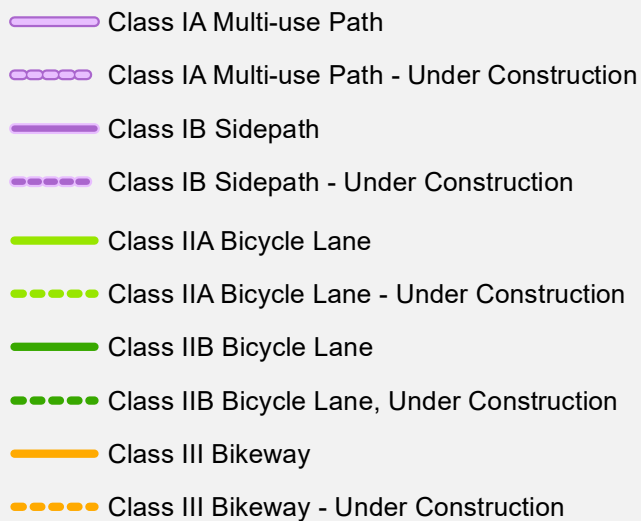 Class IA Multi-use Path
Class IA Multi-use Path - Under Construction
Class IB Sidepath
Class IB Sidepath - Under Construction
Class IIA Bicycle Lane
Class IIA Bicycle Lane - Under Construction
Class IIB Bicycle Lane
Class IIB Bicycle Lane, Under Construction
Class III Bikeway
Class III Bikeway - Under Construction